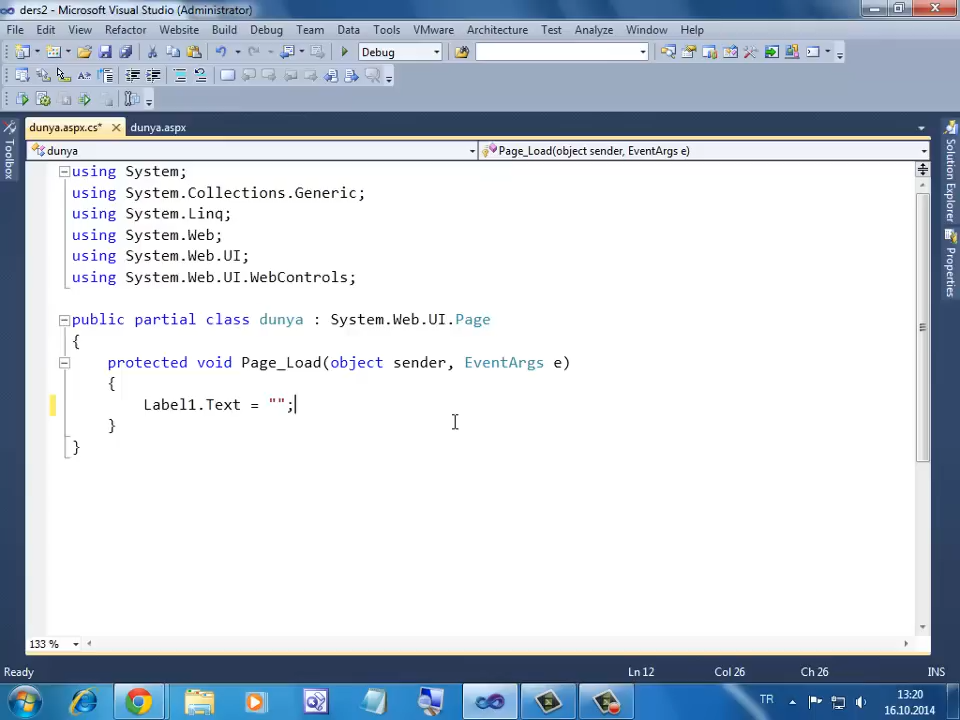 ders2 - Microsoft Visual Studio (Administrator)
File Edit View Refactor Website Build Debug Team Data Tools VMware Architecture Test Analyze Window Help
Debug
dunya.aspx.cs* dunya.aspx
dunya Page_Load(object sender, EventArgs e)
Toolbox
Solution Explorer
Properties
using System;
using System.Collections.Generic;
using System.Linq;
using System.Web;
using System.Web.UI;
using System.Web.UI.WebControls;
public partial class dunya : System.Web.UI.Page
{
protected void Page_Load(object sender, EventArgs e)
{
Label1.Text = "";
}
}
133 %
Ready Ln 12 Col 26 Ch 26 INS
TR 13:20
16.10.2014